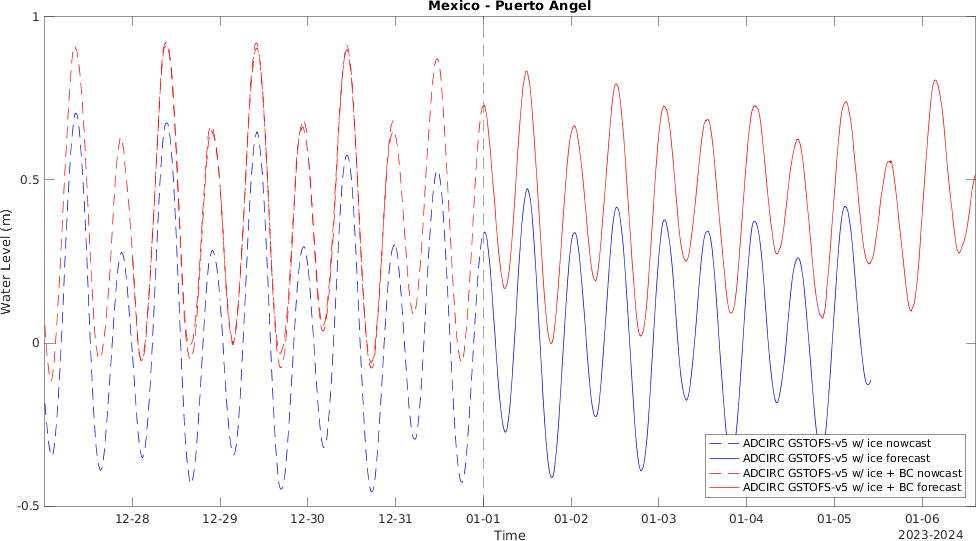 Mexico - Puerto Angel
1
0.5
0
-0.5
Water Level (m)
12-28 12-29 12-30 12-31 01-01 01-02 01-03 01-04 01-05 01-06
Time
2023-2024
ADCIRC GSTOFS-v5 w/ ice nowcast
ADCIRC GSTOFS-v5 w/ ice forecast
ADCIRC GSTOFS-v5 w/ ice + BC nowcast
ADCIRC GSTOFS-v5 w/ ice + BC forecast